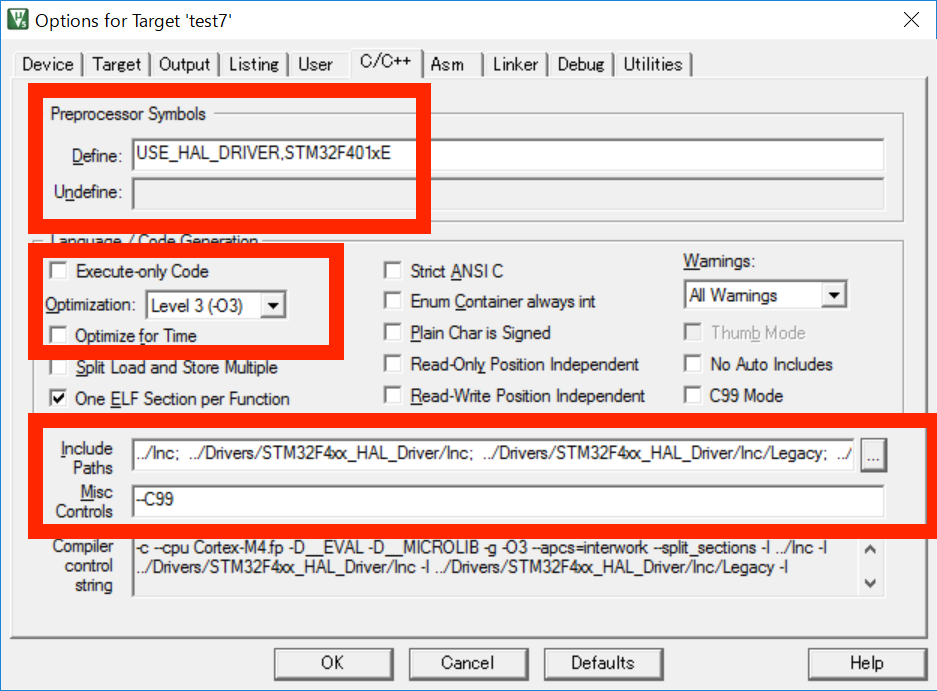 Options for Target 'test7'
Device Target Output Listing User C/C++ Asm Linker Debug Utilities
Preprocessor Symbols
Define: USE_HAL_DRIVER,STM32F401xE
Undefine:
Language / Code Generation
Execute-only Code
Optimization: Level 3 (-O3)
Optimize for Time
Split Load and Store Multiple
One ELF Section per Function
Strict ANSI C
Enum Container always int
Plain Char is Signed
Read-Only Position Independent
Read-Write Position Independent
Warnings:
All Warnings
Thumb Mode
No Auto Includes
C99 Mode
Include Paths ../Inc; ../Drivers/STM32F4xx_HAL_Driver/Inc; ../Drivers/STM32F4xx_HAL_Driver/Inc/Legacy; ../ ...
Misc Controls --C99
Compiler control string -c --cpu Cortex-M4.fp -D__EVAL -D__MICROLIB -g -O3 --apcs=interwork --split_sections -I ../Inc -I
../Drivers/STM32F4xx_HAL_Driver/Inc -I ../Drivers/STM32F4xx_HAL_Driver/Inc/Legacy -I
OK Cancel Defaults Help